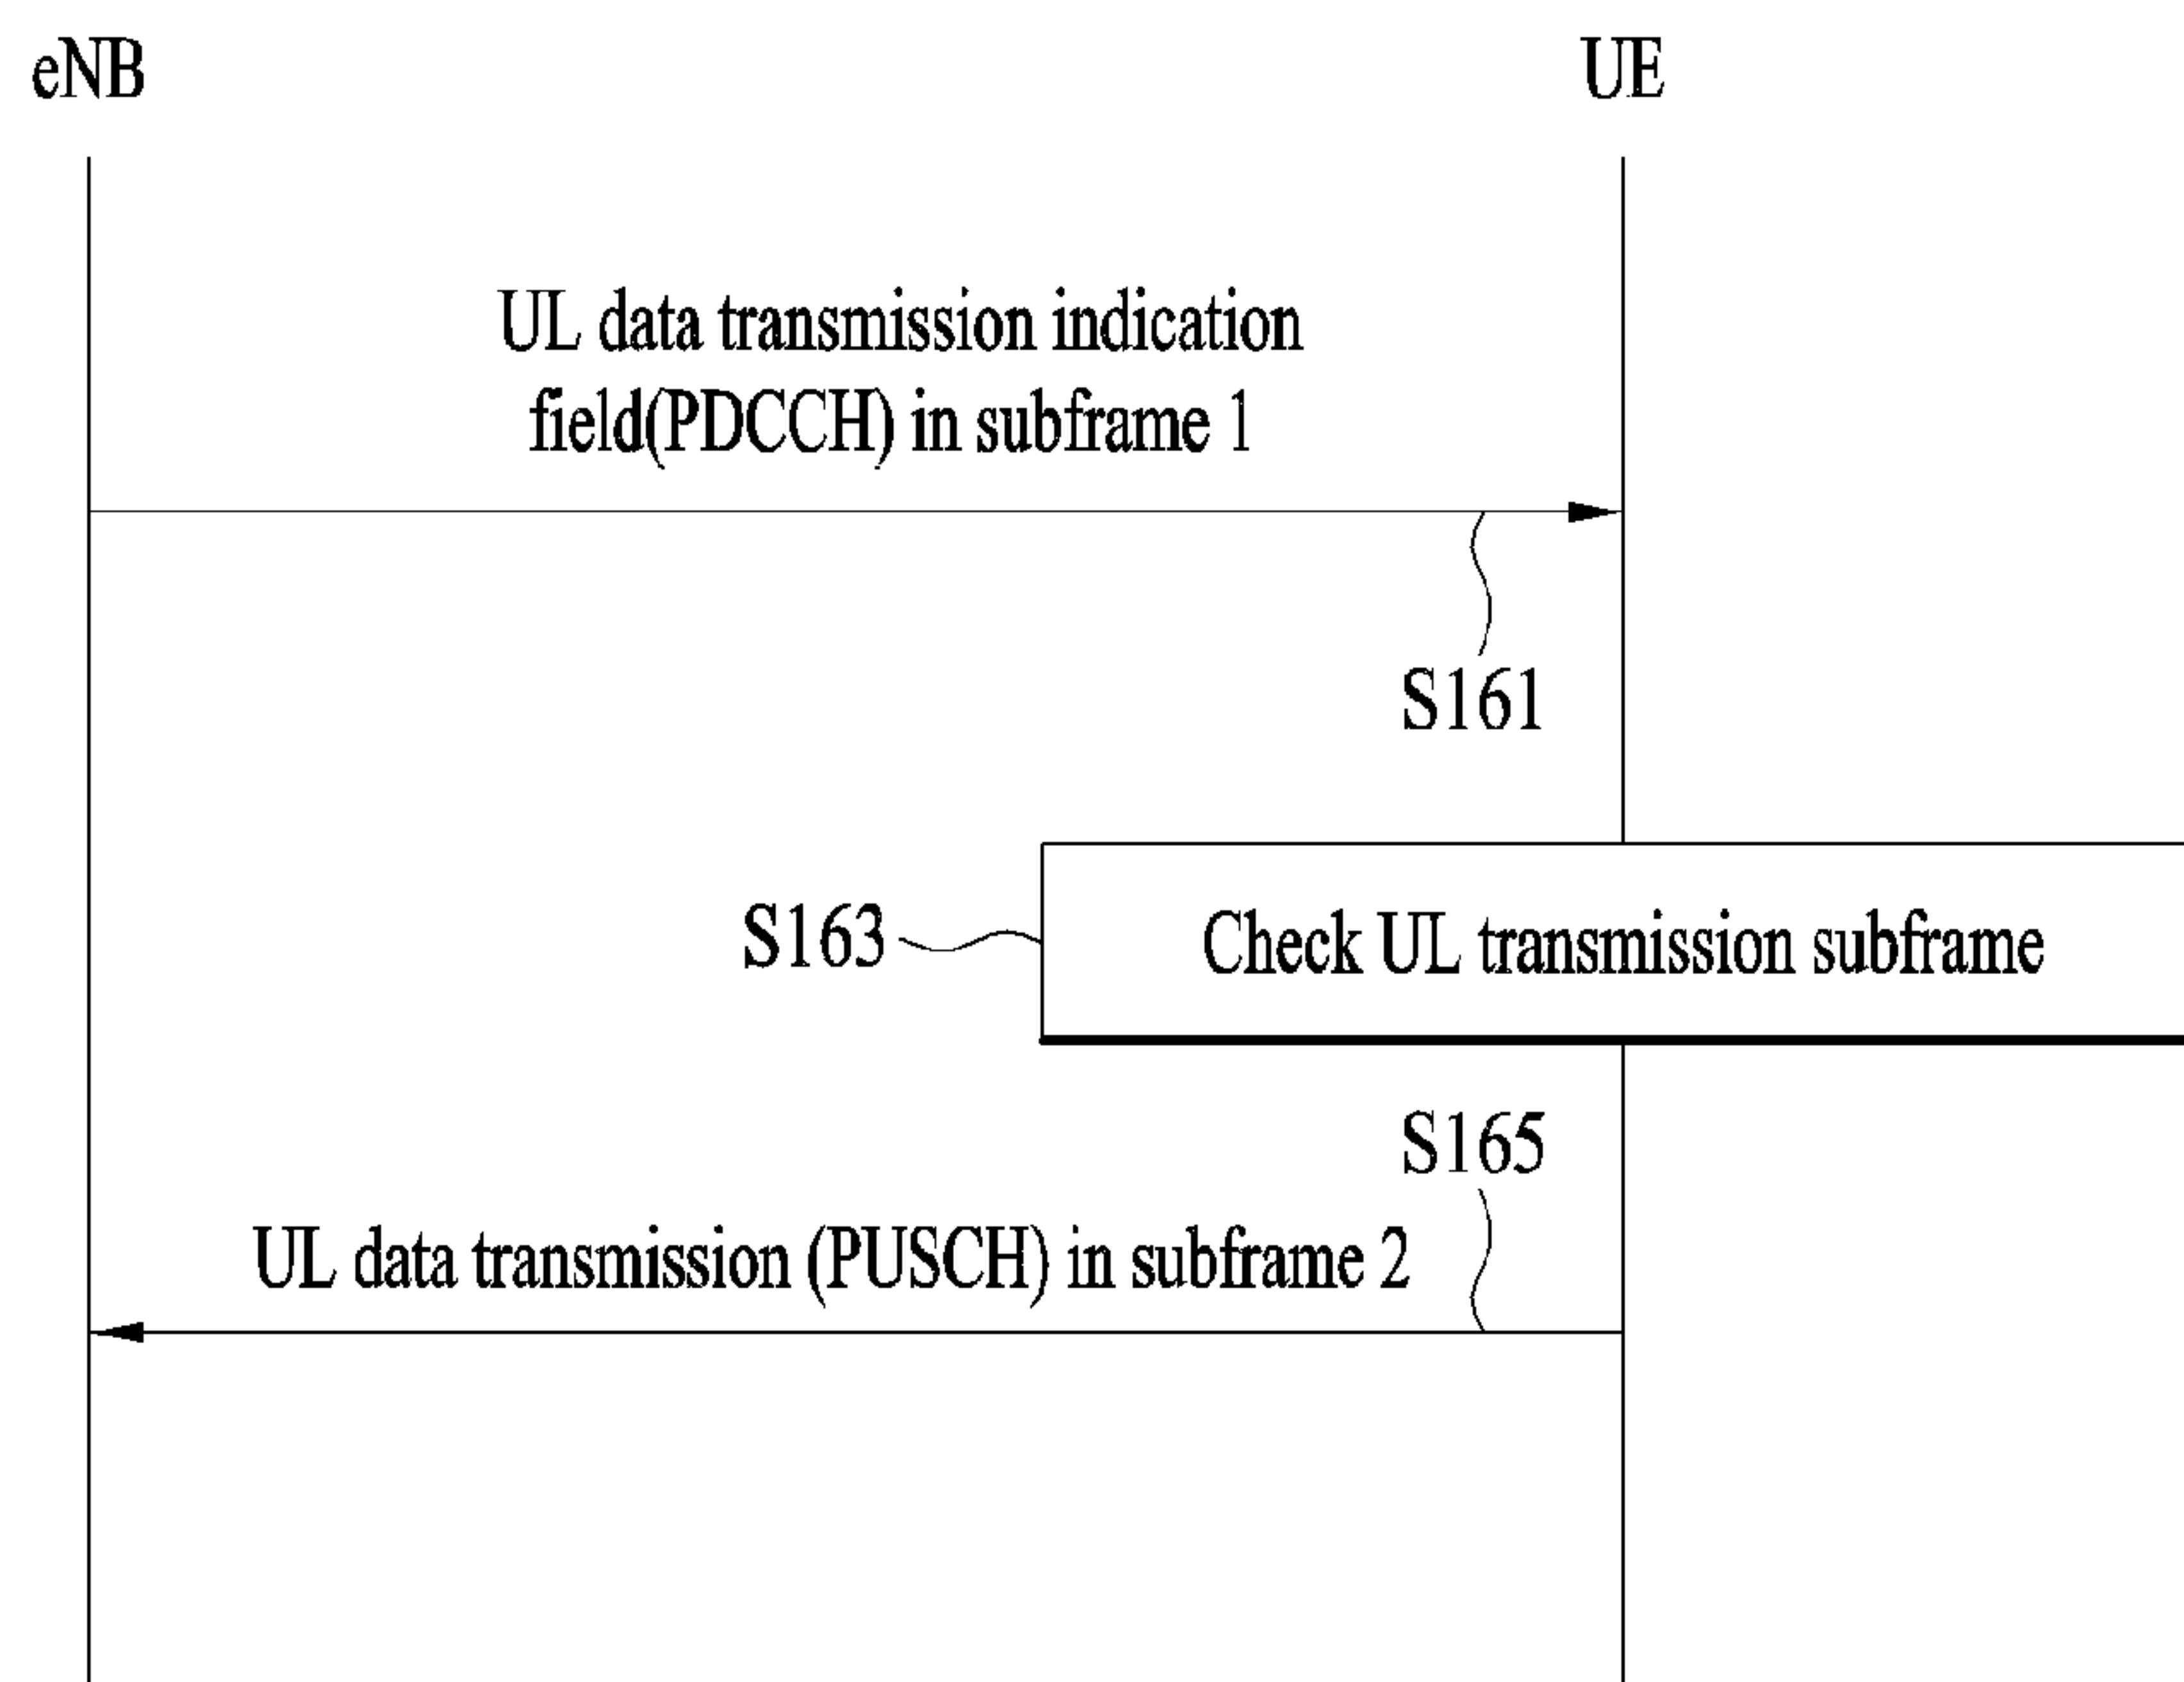 eNB
UE
UL data transmission indication
field(PDCCH) in subframe 1
S161
S163
Check UL transmission subframe
S165
UL data transmission (PUSCH) in subframe 2